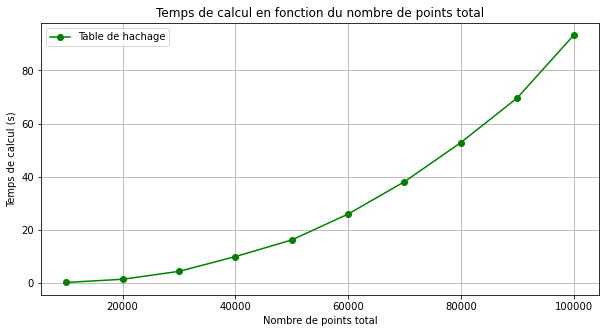 Temps de calcul en fonction du nombre de points total
Table de hachage
Temps de calcul (s)
80
60
40
20
0
20000 40000 60000 80000 100000
Nombre de points total